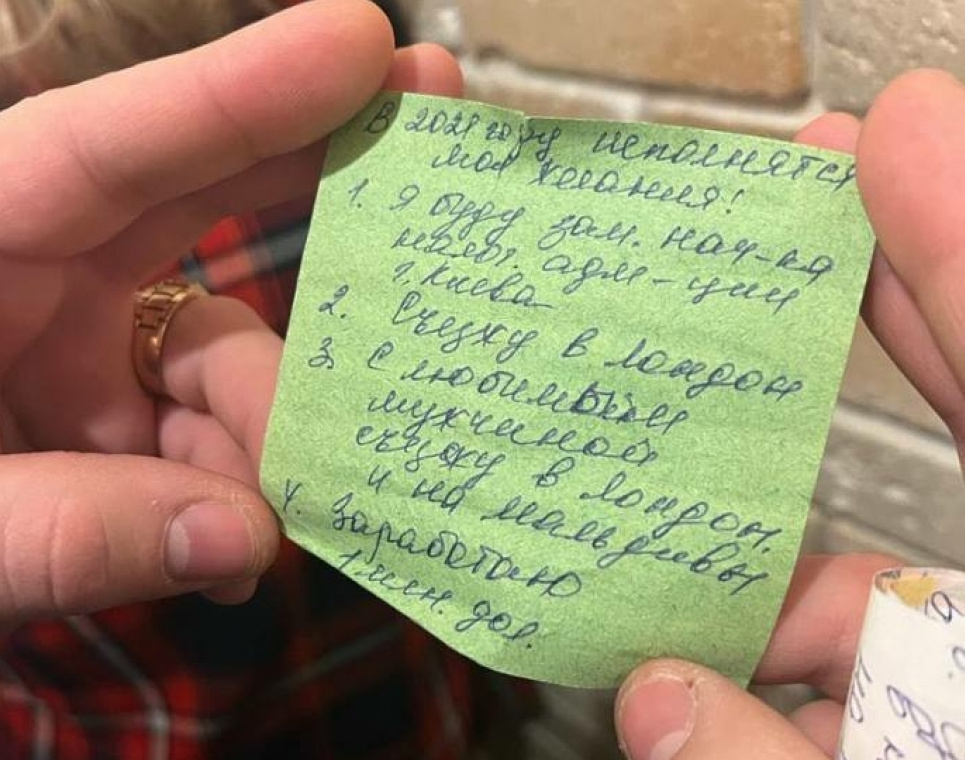 В 2021 году исполнятся
мои желания!
1. Я буду зам. нач-ка
налог. адм-ции
г. Киева
2. Съезжу в Лондон
3. С любимым
мужчиной
съезжу в Лондон.
и на Мальдивы
4. Заработаю
1 млн. дол.